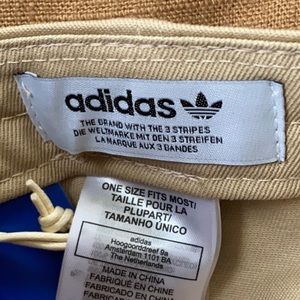 adidas
THE BRAND WITH THE 3 STRIPES
DIE WELTMARKE MIT DEN 3 STREIFEN
LA MARQUE AUX 3 BANDES
ONE SIZE FITS MOST/
TAILLE POUR LA
PLUPART/
TAMANHO ÚNICO
adidas
Hoogoorddreef 9a
Amsterdam 1101 BA
The Netherlands
MADE IN CHINA
FABRIQUÉ EN CHINE
FABRICADO EN CHINA